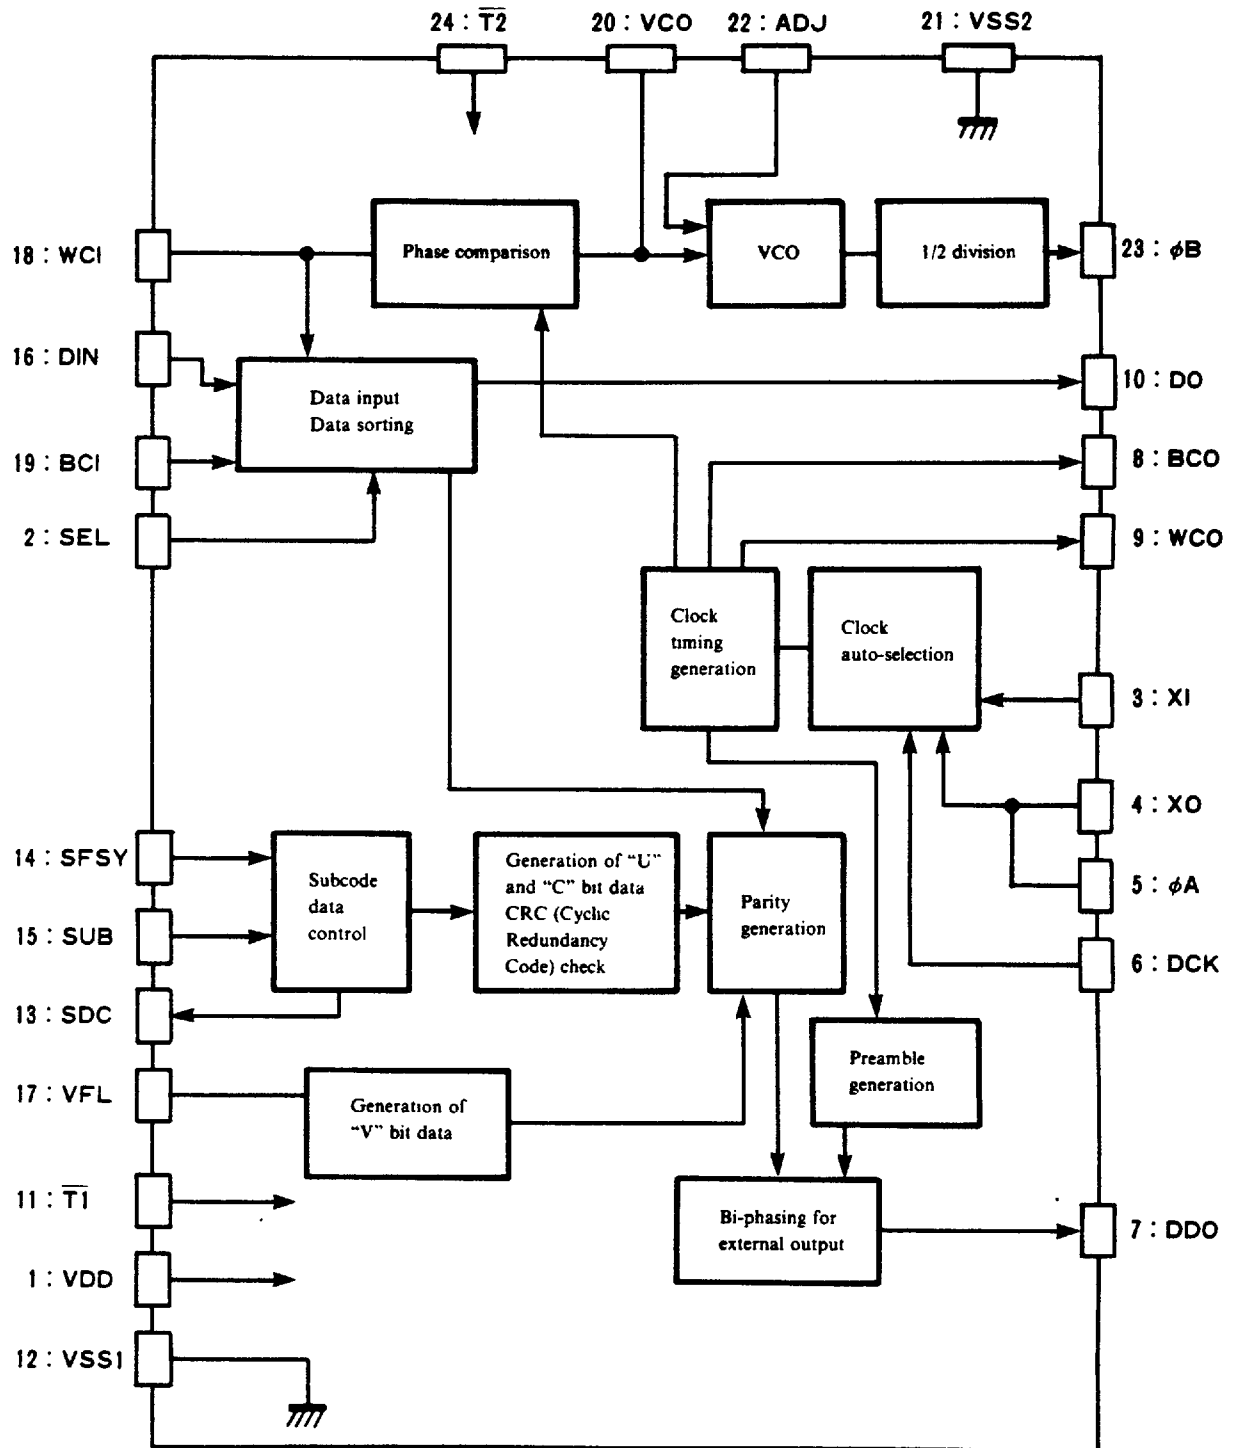 24 : T2
20 : VCO
22 : ADJ
21 : VSS2
18 : WCI
Phase comparison
VCO
1/2 division
23 : φB
16 : DIN
Data input
Data sorting
10 : DO
19 : BCI
8 : BCO
2 : SEL
9 : WCO
Clock
timing
generation
Clock
auto-selection
3 : XI
4 : XO
14 : SFSY
Subcode
data
control
Generation of "U"
and "C" bit data
CRC (Cyclic
Redundancy
Code) check
Parity
generation
5 : φA
15 : SUB
6 : DCK
13 : SDC
17 : VFL
Generation of
"V" bit data
Preamble
generation
11 : T1
Bi-phasing for
external output
7 : DDO
1 : VDD
12 : VSS1